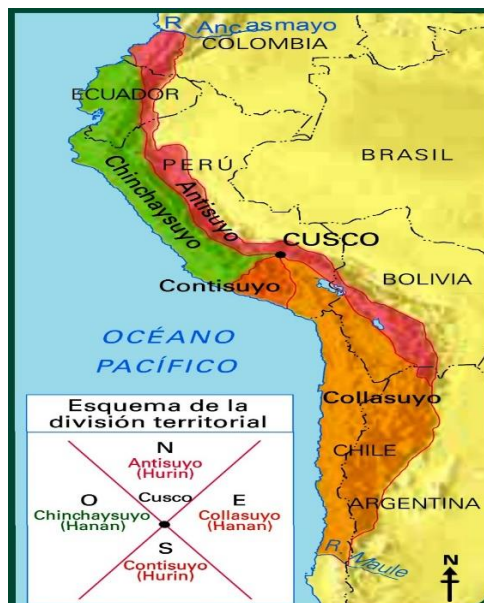 R. Ancasmayo
COLOMBIA
ECUADOR
PERÚ
BRASIL
Chinchaysuyo
Antisuyo
CUSCO
Contisuyo
BOLIVIA
OCÉANO
PACÍFICO
Collasuyo
CHILE
ARGENTINA
R. Maule
N
Esquema de la
división territorial
N
Antisuyo
(Hurin)
Cusco
O
Chinchaysuyo
(Hanan)
E
Collasuyo
(Hanan)
S
Contisuyo
(Hurin)